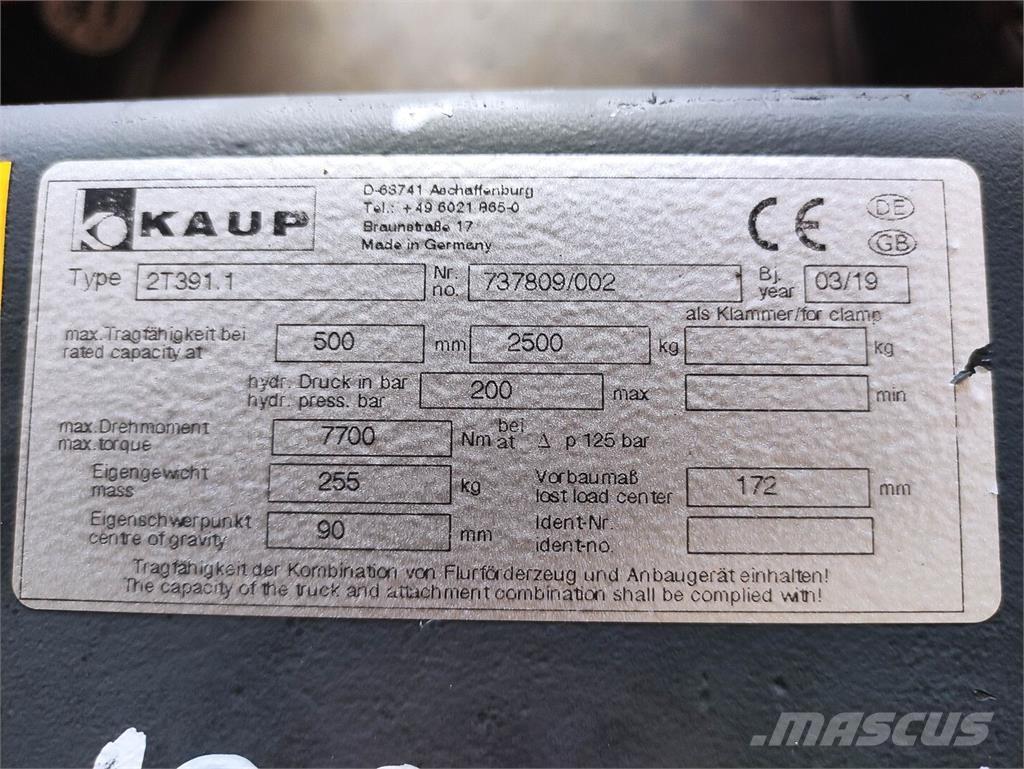 KAUP
D-63741 Aschaffenburg
Tel.: +49 6021 865-0
Braunstraße 17
Made in Germany
CE
DE
GB
Type 2T391.1 Nr. no. 737809/002 Bj. year 03/19
als Klammer/for clamp
max.Tragfähigkeit bei
rated capacity at 500 mm 2500 kg kg
hydr. Druck in bar
hydr. press. bar 200 max min
max.Drehmoment
max.torque 7700 Nm bei at Δ p 125 bar
Eigengewicht
mass 255 kg
Vorbaumaß
lost load center 172 mm
Eigenschwerpunkt
centre of gravity 90 mm
Ident-Nr.
ident-no.
Tragfähigkeit der Kombination von Flurförderzeug und Anbaugerät einhalten!
The capacity of the truck and attachment combination shall be complied with!
MASCUS